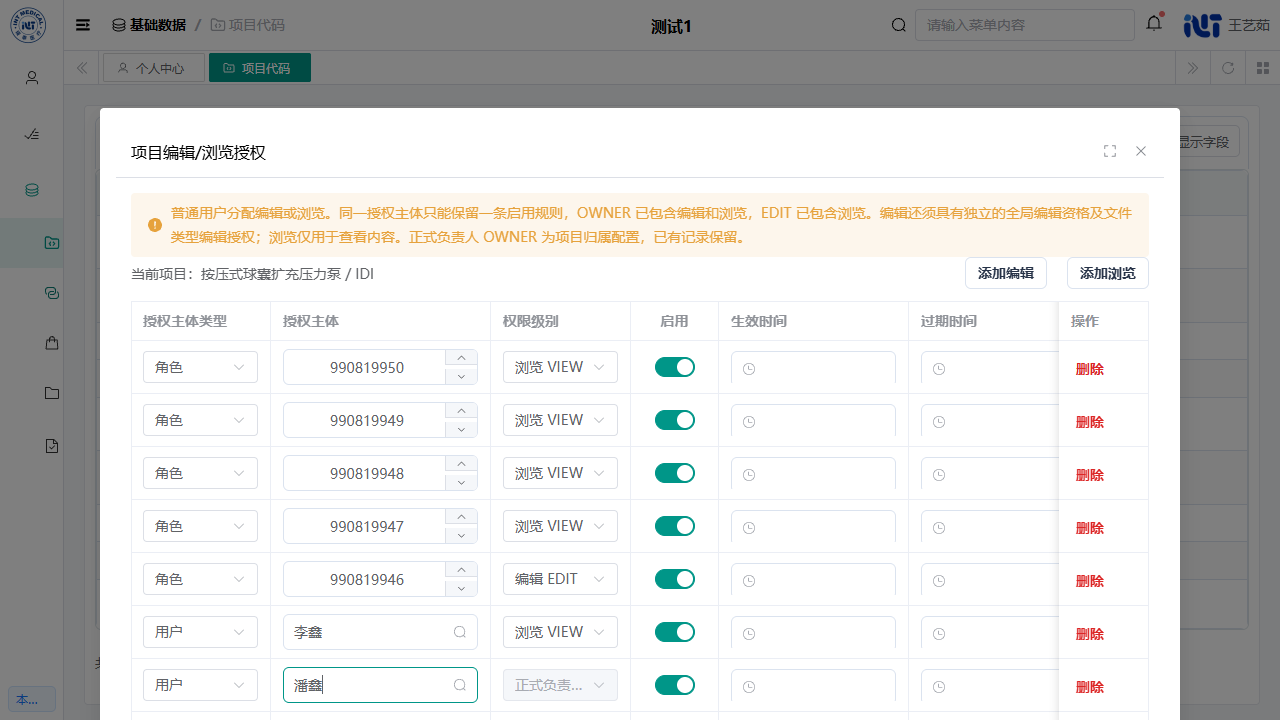 基础数据 / 项目代码
测试1
请输入菜单内容
王艺茹
个人中心
项目代码
显示字段
项目编辑/浏览授权
普通用户分配编辑或浏览。同一授权主体只能保留一条启用规则，OWNER 已包含编辑和浏览，EDIT 已包含浏览。编辑还须具有独立的全局编辑资格及文件
类型编辑授权；浏览仅用于查看内容。正式负责人 OWNER 为项目归属配置，已有记录保留。
当前项目：按压式球囊扩充压力泵 / IDI
添加编辑
添加浏览
授权主体类型 授权主体 权限级别 启用 生效时间 过期时间 操作
角色 990819950 浏览 VIEW 删除
角色 990819949 浏览 VIEW 删除
角色 990819948 浏览 VIEW 删除
角色 990819947 浏览 VIEW 删除
角色 990819946 编辑 EDIT 删除
用户 李鑫 浏览 VIEW 删除
用户 潘鑫 正式负责... 删除
本...